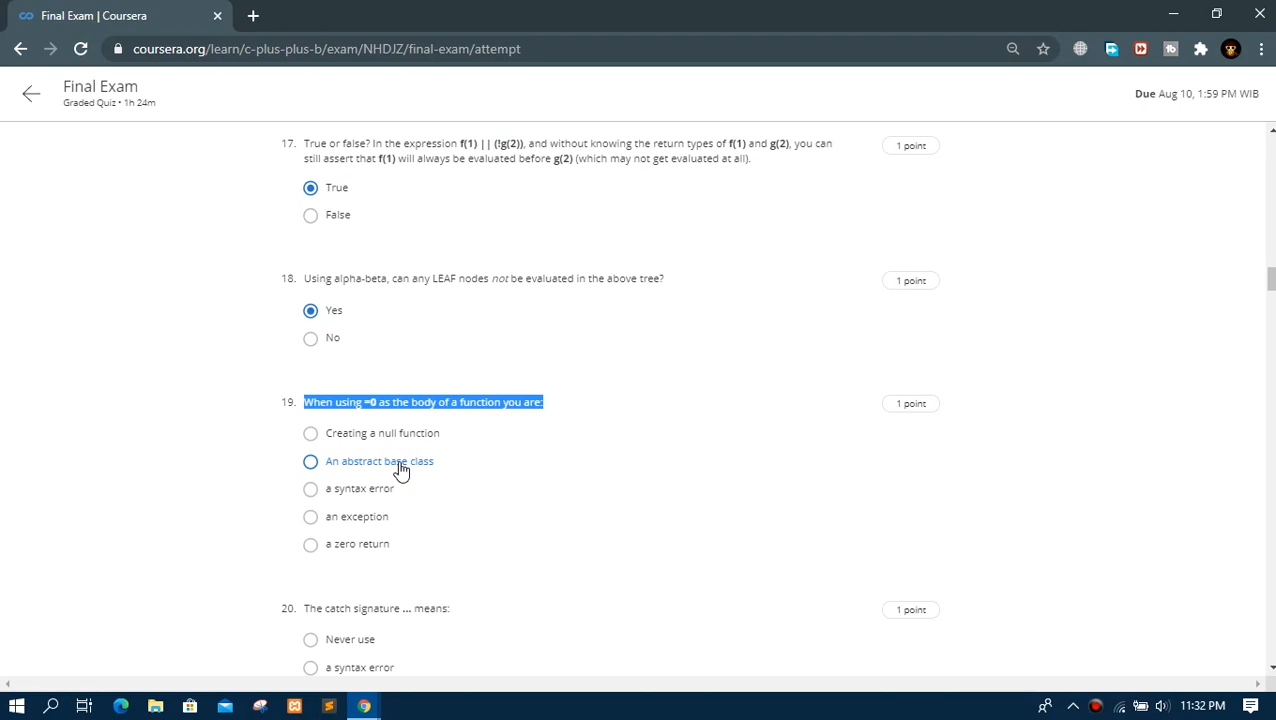 Final Exam | Coursera
coursera.org/learn/c-plus-plus-b/exam/NHDJZ/final-exam/attempt
Final Exam
Graded Quiz • 1h 24m
Due Aug 10, 1:59 PM WIB
17. True or false? In the expression f(1) || (!g(2)), and without knowing the return types of f(1) and g(2), you can
still assert that f(1) will always be evaluated before g(2) (which may not get evaluated at all).
1 point
True
False
18. Using alpha-beta, can any LEAF nodes not be evaluated in the above tree?
1 point
Yes
No
19. When using =0 as the body of a function you are:
1 point
Creating a null function
An abstract base class
a syntax error
an exception
a zero return
20. The catch signature ... means:
1 point
Never use
a syntax error
11:32 PM